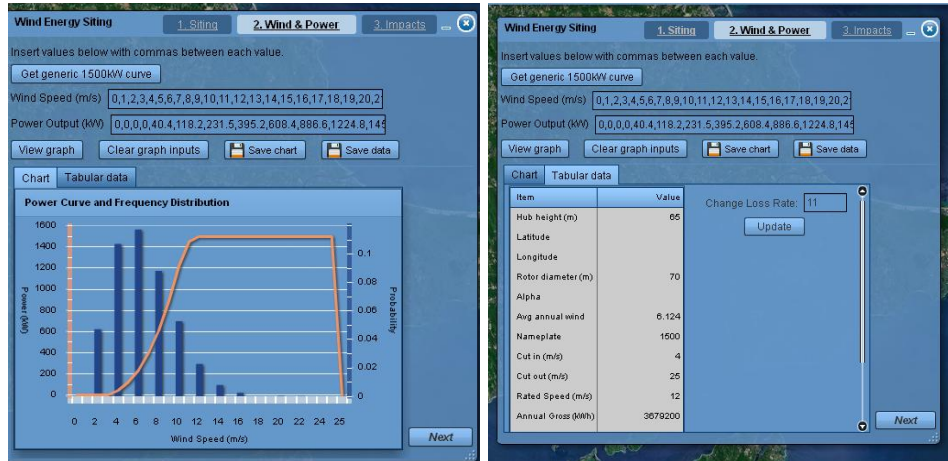 Wind Energy Siting
1. Siting
2. Wind & Power
3. Impacts
Insert values below with commas between each value.
Get generic 1500kW curve
Wind Speed (m/s)
0,1,2,3,4,5,6,7,8,9,10,11,12,13,14,15,16,17,18,19,20,2
Power Output (kW)
0,0,0,0,40.4,118.2,231.5,395.2,608.4,886.6,1224.8,145
View graph
Clear graph inputs
Save chart
Save data
Chart
Tabular data
Power Curve and Frequency Distribution
1600
1400
1200
1000
800
600
400
200
0
Power (kW)
0.1
0.08
0.06
0.04
0.02
0
Probability
0 2 4 6 8 10 12 14 16 18 20 22 24 25
Wind Speed (m/s)
Next
Wind Energy Siting
1. Siting
2. Wind & Power
3. Impacts
Insert values below with commas between each value.
Get generic 1500kW curve
Wind Speed (m/s)
0,1,2,3,4,5,6,7,8,9,10,11,12,13,14,15,16,17,18,19,20,2
Power Output (kW)
0,0,0,0,40.4,118.2,231.5,395.2,608.4,886.6,1224.8,145
View graph
Clear graph inputs
Save chart
Save data
Chart
Tabular data
Item Value
Hub height (m) 65
Latitude
Longitude
Rotor diameter (m) 70
Alpha
Avg annual wind 6.124
Nameplate 1500
Cut in (m/s) 4
Cut out (m/s) 25
Rated Speed (m/s) 12
Annual Gross (kWh) 3679200
Change Loss Rate: 11
Update
Next